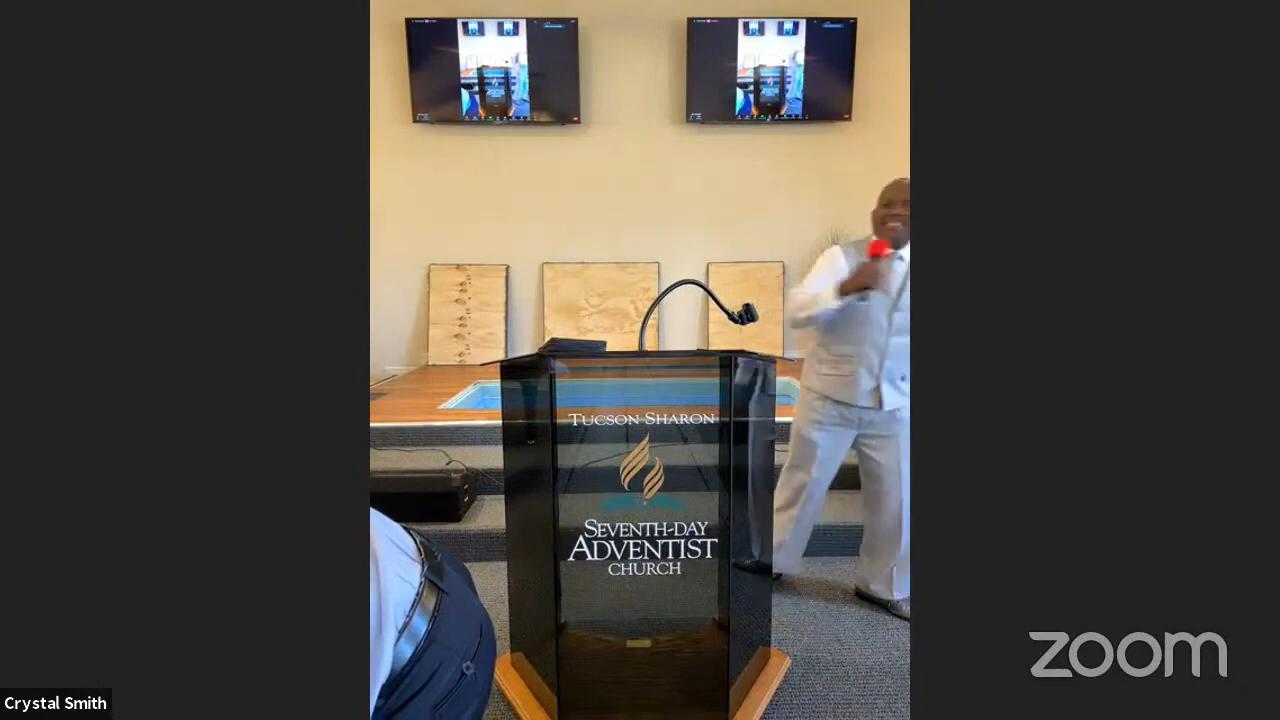 TUCSON SHARON
SEVENTH-DAY
ADVENTIST
CHURCH
zoom
Crystal Smith